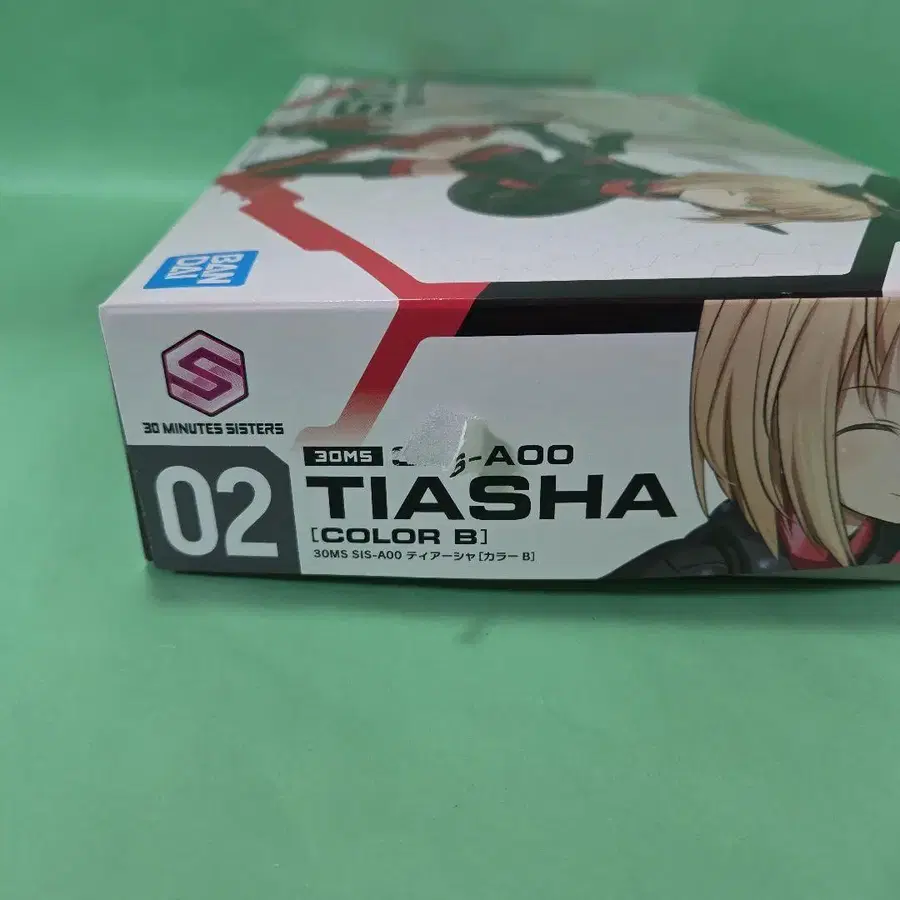 BAN
DAI
30 MINUTES SISTERS
30MS S-A00
02
TIASHA
[COLOR B]
30MS SIS-A00 ティアーシャ[カラー B]